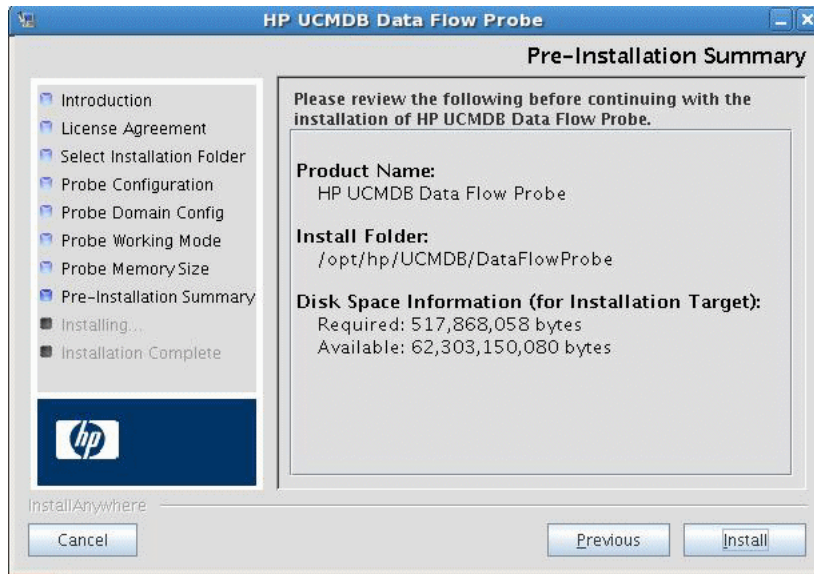 HP UCMDB Data Flow Probe
Pre-Installation Summary
Introduction
License Agreement
Select Installation Folder
Probe Configuration
Probe Domain Config
Probe Working Mode
Probe Memory Size
Pre-Installation Summary
Installing...
Installation Complete
hp
Please review the following before continuing with the
installation of HP UCMDB Data Flow Probe.
Product Name:
HP UCMDB Data Flow Probe
Install Folder:
/opt/hp/UCMDB/DataFlowProbe
Disk Space Information (for Installation Target):
Required: 517,868,058 bytes
Available: 62,303,150,080 bytes
InstallAnywhere
Cancel
Previous
Install